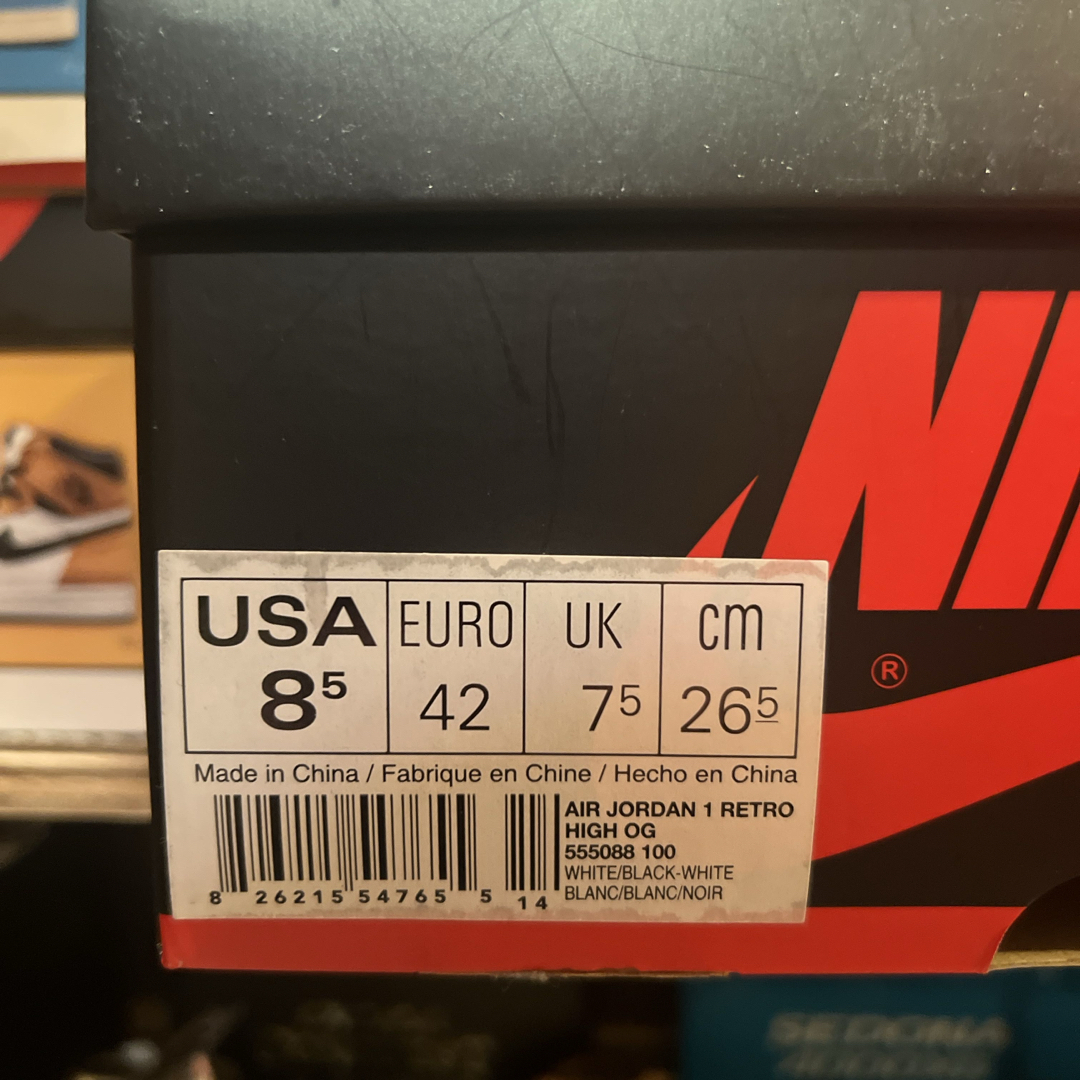 NI
®
USA EURO UK cm
8⁵ 42 7⁵ 26⁵
Made in China / Fabrique en Chine / Hecho en China
AIR JORDAN 1 RETRO
HIGH OG
555088 100
WHITE/BLACK-WHITE
BLANC/BLANC/NOIR
8 26215 54765 5 14
SEDONA